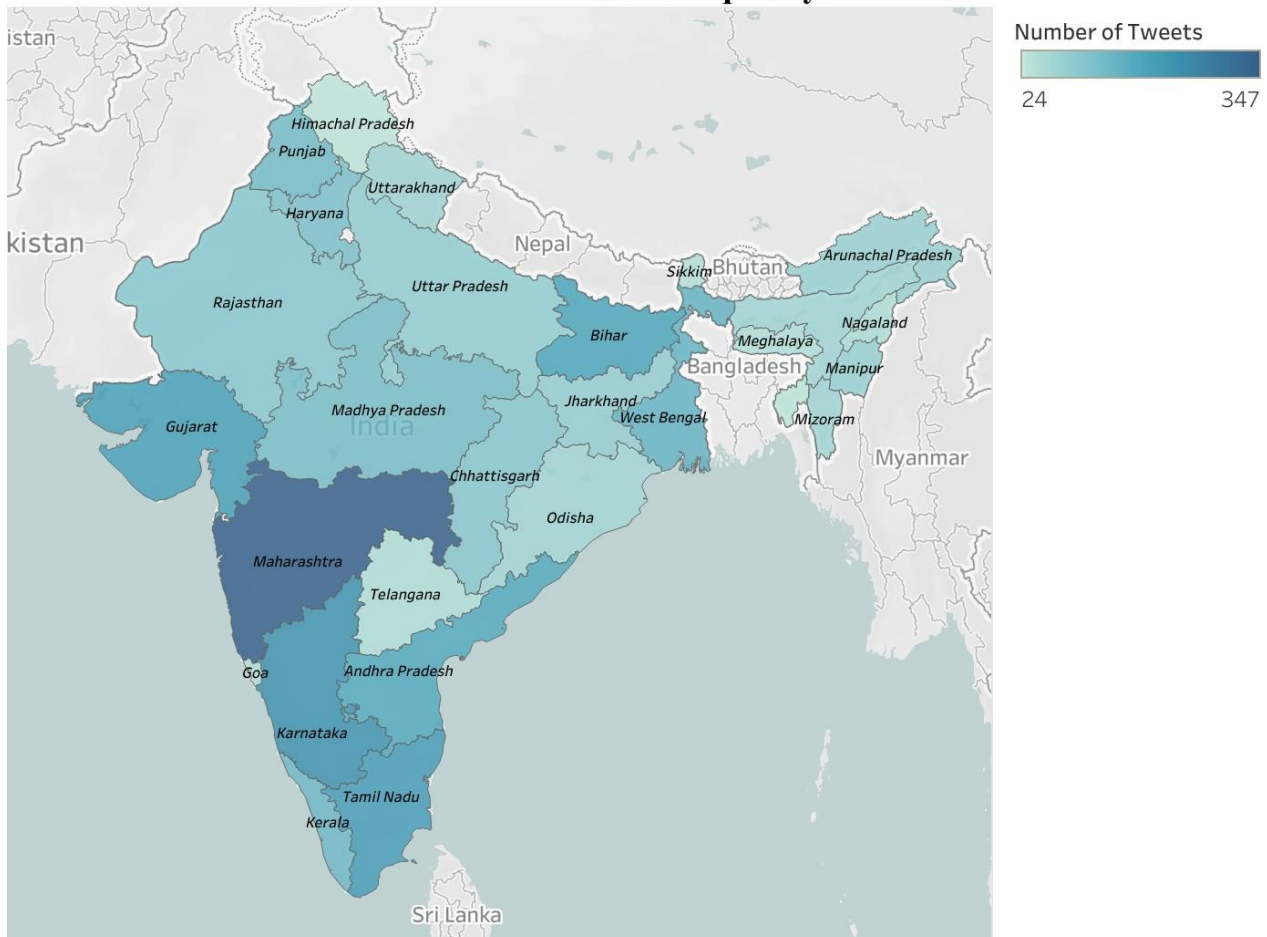 Number of Tweets
24 347
istan
Himachal Pradesh
Punjab
Uttarakhand
Haryana
kistan
Nepal
Arunachal Pradesh
Sikkim
Bhutan
Uttar Pradesh
Rajasthan
Nagaland
Bihar
Meghalaya
Bangladesh
Manipur
Jharkhand
Madhya Pradesh
West Bengal
Mizoram
India
Gujarat
Myanmar
Chhattisgarh
Odisha
Maharashtra
Telangana
Goa
Andhra Pradesh
Karnataka
Tamil Nadu
Kerala
Sri Lanka